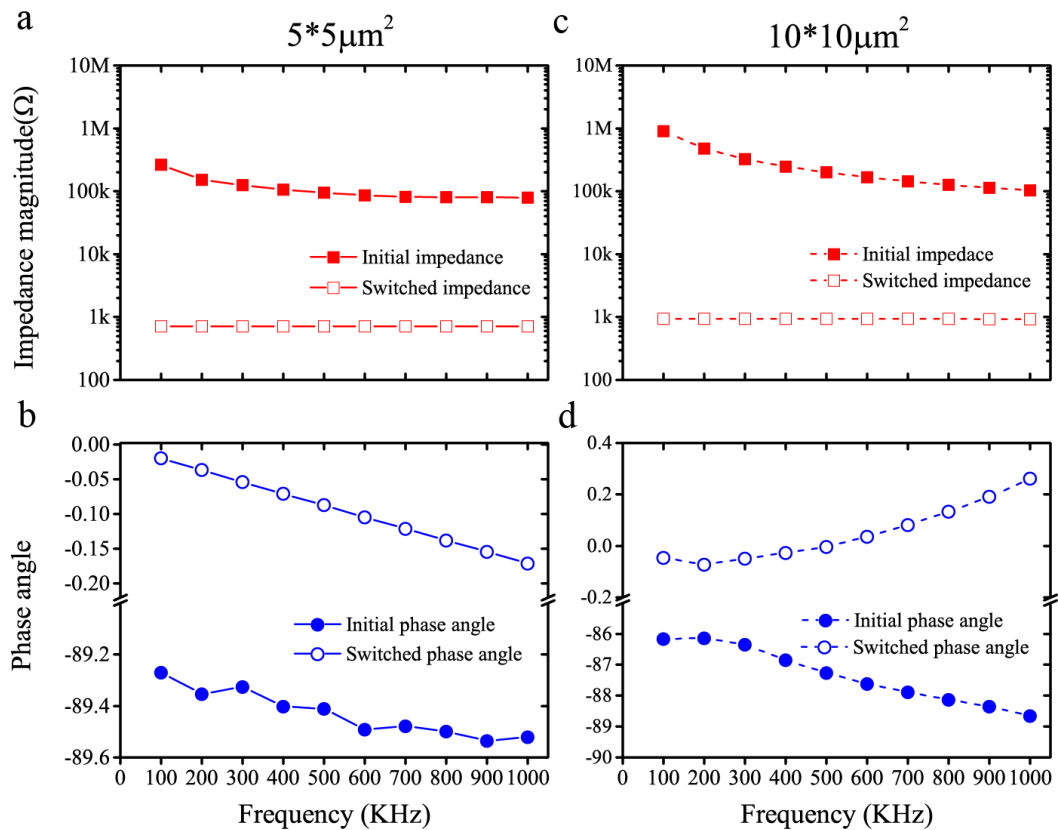 a
5*5μm²
c
10*10μm²
Impedance magnitude(Ω)
10M
1M
100k
10k
1k
100
Initial impedance
Switched impedance
10M
1M
100k
10k
1k
100
Initial impedace
Switched impedance
b
d
Phase angle
0.00
-0.05
-0.10
-0.15
-0.20
-89.2
-89.4
-89.6
Initial phase angle
Switched phase angle
0 100 200 300 400 500 600 700 800 900 1000
Frequency (KHz)
0.4
0.2
0.0
-0.2
-86
-87
-88
-89
-90
Initial phase angle
Switched phase angle
0 100 200 300 400 500 600 700 800 900 1000
Frequency (KHz)